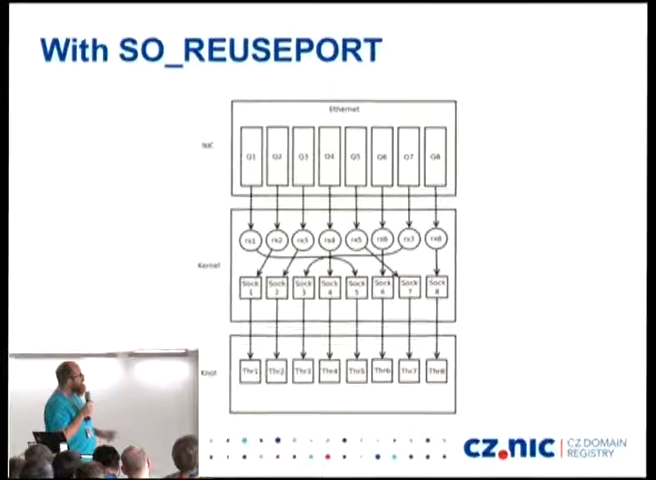 With SO_REUSEPORT
Ethernet
NIC
Q1 Q2 Q3 Q4 Q5 Q6 Q7 Q8
rx1 rx2 rx3 rx4 rx5 rx6 rx7 rx8
Kernel
Sock 1 Sock 2 Sock 3 Sock 4 Sock 5 Sock 6 Sock 7 Sock 8
Knot
Thr1 Thr2 Thr3 Thr4 Thr5 Thr6 Thr7 Thr8
CZ.NIC
CZ DOMAIN
REGISTRY